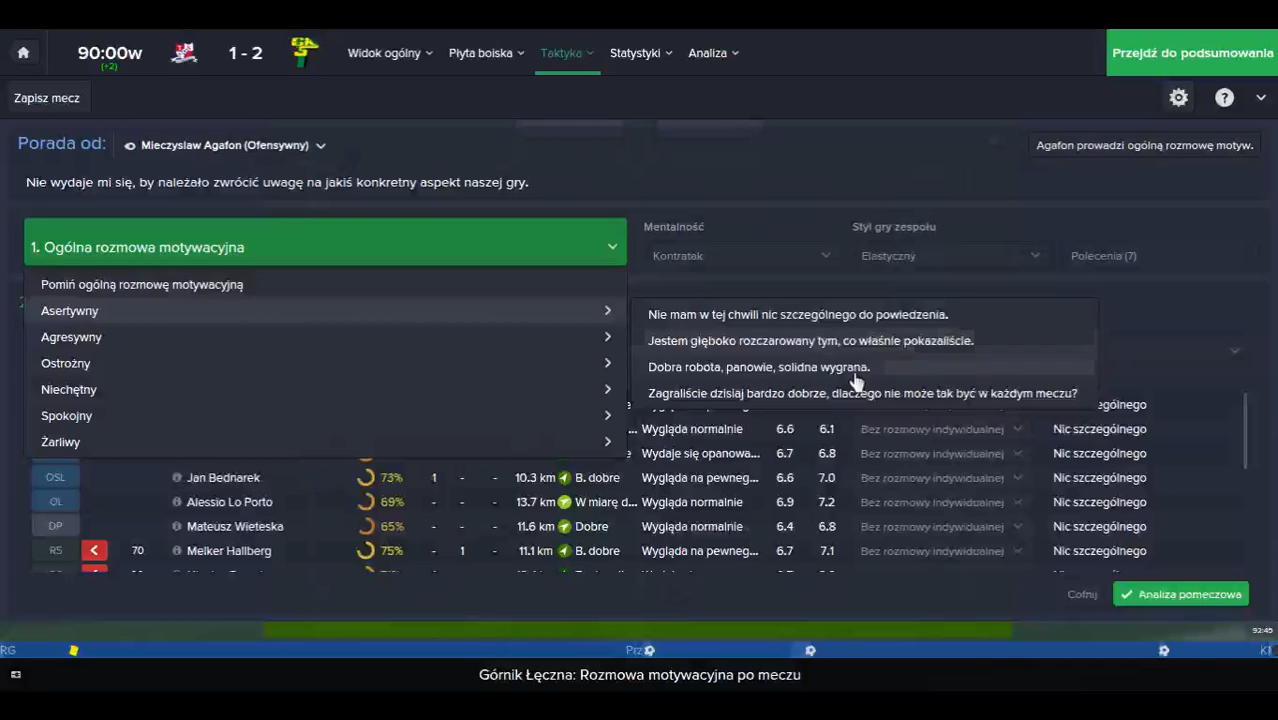 90:00w
(+2)
1 - 2
Widok ogólny
Płyta boiska
Taktyka
Statystyki
Analiza
Przejdź do podsumowania
Zapisz mecz
?
Porada od:
Mieczyslaw Agafon (Ofensywny)
Agafon prowadzi ogólną rozmowę motyw.
Nie wydaje mi się, by należało zwrócić uwagę na jakiś konkretny aspekt naszej gry.
1. Ogólna rozmowa motywacyjna
Mentalność
Styl gry zespołu
Kontratak
Elastyczny
Polecenia (7)
Pomiń ogólną rozmowę motywacyjną
Asertywny
Agresywny
Ostrożny
Niechętny
Spokojny
Żarliwy
Nie mam w tej chwili nic szczególnego do powiedzenia.
Jestem głęboko rozczarowany tym, co właśnie pokazaliście.
Dobra robota, panowie, solidna wygrana.
Zagraliście dzisiaj bardzo dobrze, dlaczego nie może tak być w każdym meczu?
Nic szczególnego
... Wygląda normalnie 6.6 6.1 Bez rozmowy indywidualnej Nic szczególnego
Wydaje się opanowa... 6.7 6.8 Bez rozmowy indywidualnej Nic szczególnego
OSL Jan Bednarek 73% 1 - - 10.3 km B. dobre Wygląda na pewneg... 6.6 7.0 Bez rozmowy indywidualnej Nic szczególnego
OL Alessio Lo Porto 69% - - - 13.7 km W miarę d... Wygląda normalnie 6.9 7.2 Bez rozmowy indywidualnej Nic szczególnego
DP Mateusz Wieteska 65% - - - 11.6 km Dobre Wygląda normalnie 6.4 6.8 Bez rozmowy indywidualnej Nic szczególnego
RS 70 Melker Hallberg 75% - 1 - 11.1 km B. dobre Wygląda na pewneg... 6.7 7.1 Bez rozmowy indywidualnej Nic szczególnego
Cofnij
Analiza pomeczowa
92:45
RG
Prz
K
Górnik Łęczna: Rozmowa motywacyjna po meczu